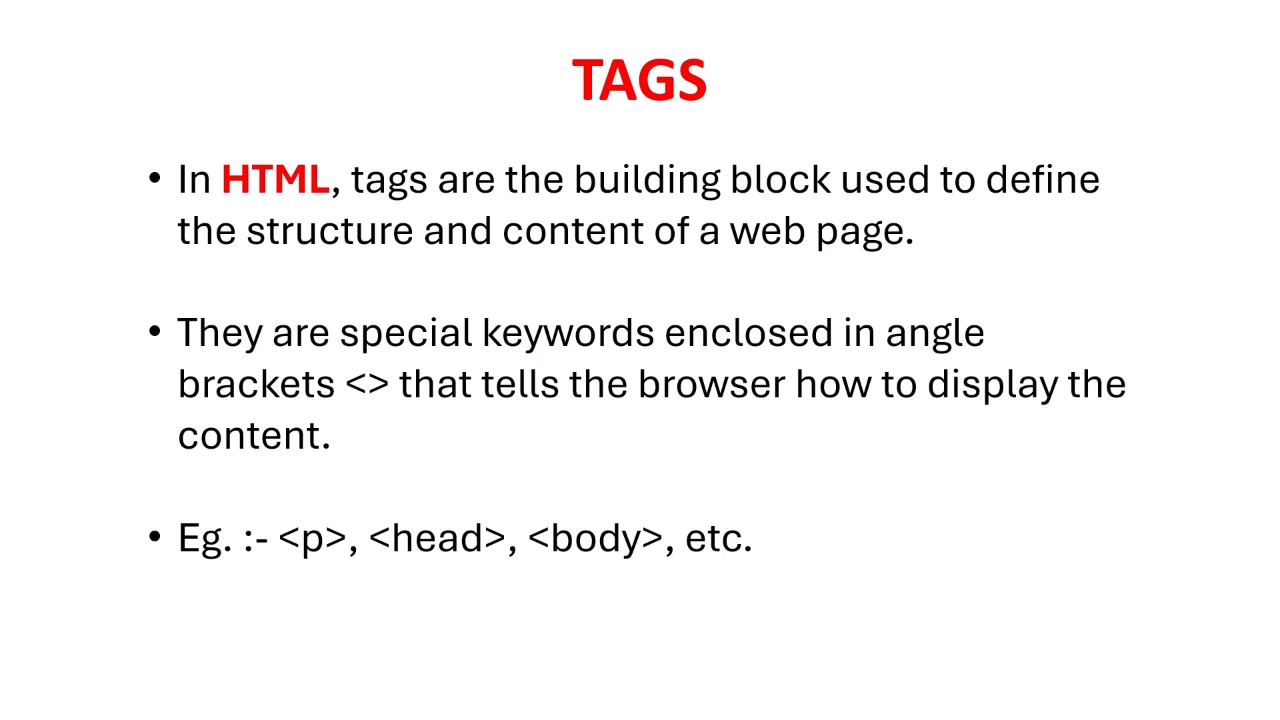 TAGS
• In HTML, tags are the building block used to define
the structure and content of a web page.
• They are special keywords enclosed in angle
brackets <> that tells the browser how to display the
content.
• Eg. :- <p>, <head>, <body>, etc.